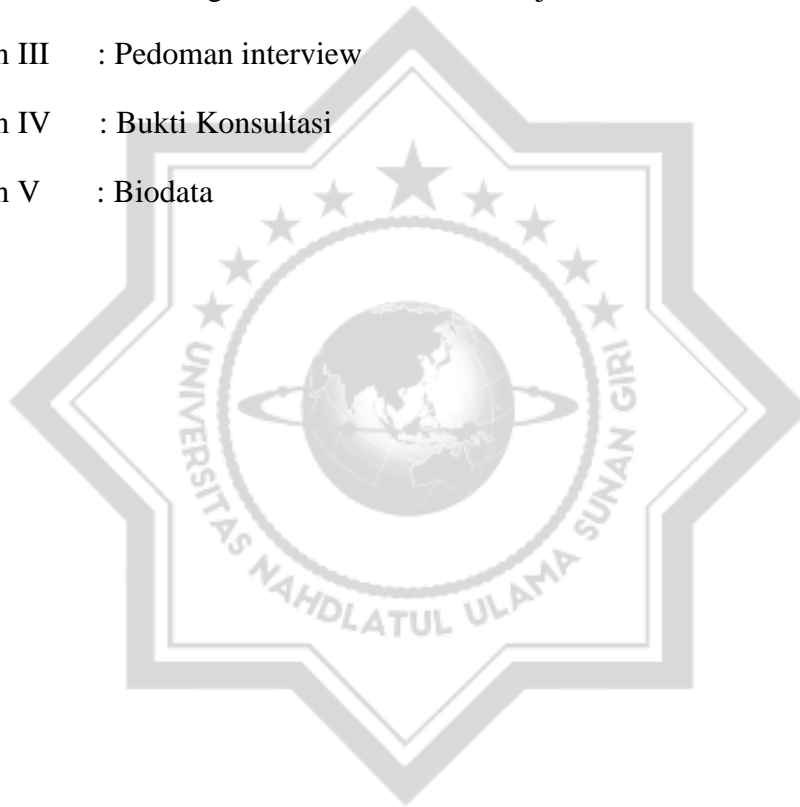 n III : Pedoman interview
n IV : Bukti Konsultasi
n V : Biodata
UNIVERSITAS NAHDLATUL ULAMA SUNAN GIRI